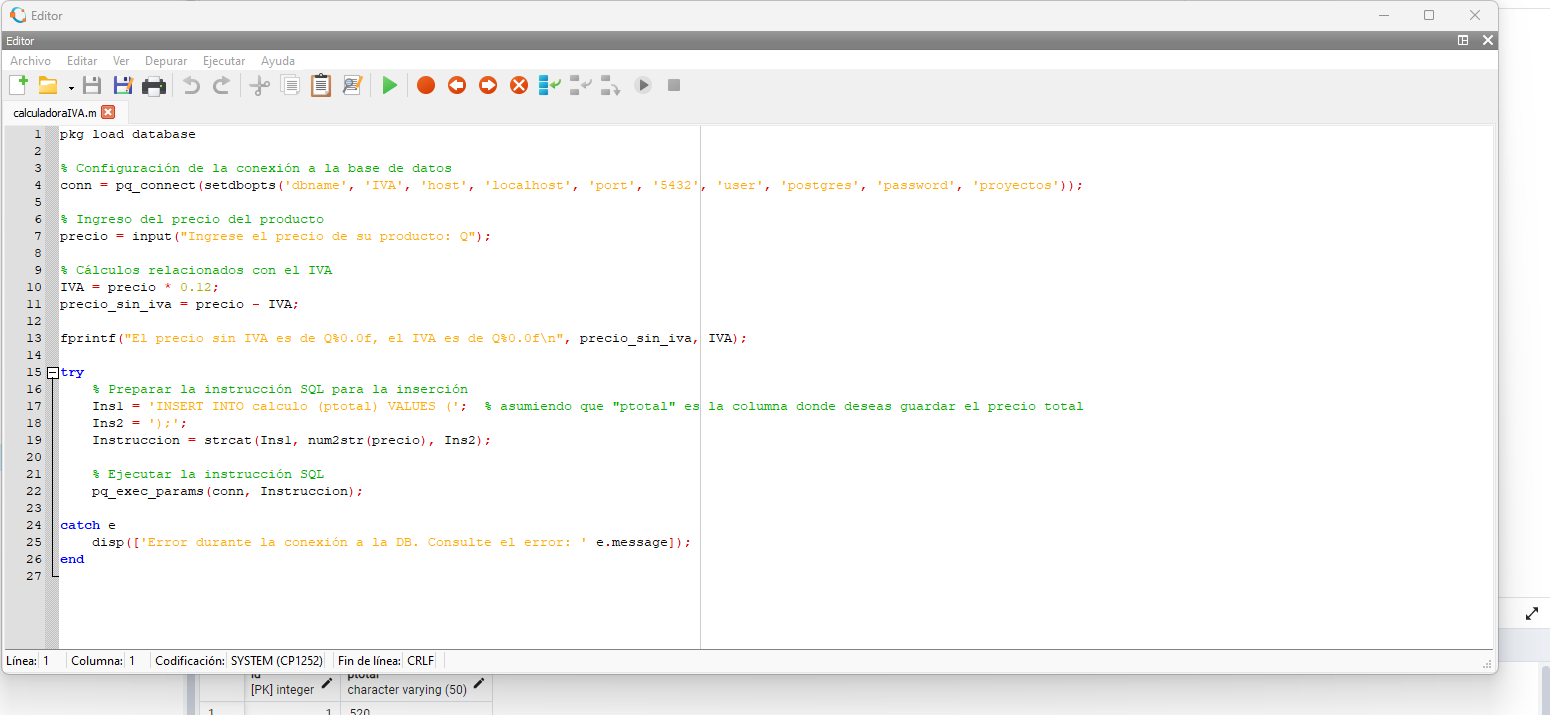 Editor
Editor
Archivo Editar Ver Depurar Ejecutar Ayuda
calculadoraIVA.m
1 pkg load database
2
3 % Configuración de la conexión a la base de datos
4 conn = pq_connect(setdbopts('dbname', 'IVA', 'host', 'localhost', 'port', '5432', 'user', 'postgres', 'password', 'proyectos'));
5
6 % Ingreso del precio del producto
7 precio = input("Ingrese el precio de su producto: Q");
8
9 % Cálculos relacionados con el IVA
10 IVA = precio * 0.12;
11 precio_sin_iva = precio - IVA;
12
13 fprintf("El precio sin IVA es de Q%0.0f, el IVA es de Q%0.0f\n", precio_sin_iva, IVA);
14
15 try
16 % Preparar la instrucción SQL para la inserción
17 Ins1 = 'INSERT INTO calculo (ptotal) VALUES ('; % asumiendo que "ptotal" es la columna donde deseas guardar el precio total
18 Ins2 = ');';
19 Instruccion = strcat(Ins1, num2str(precio), Ins2);
20
21 % Ejecutar la instrucción SQL
22 pq_exec_params(conn, Instruccion);
23
24 catch e
25 disp(['Error durante la conexión a la DB. Consulte el error: ' e.message]);
26 end
27
Línea: 1 Columna: 1 Codificación: SYSTEM (CP1252) Fin de línea: CRLF
id ptotal
[PK] integer character varying (50)
1 1 520